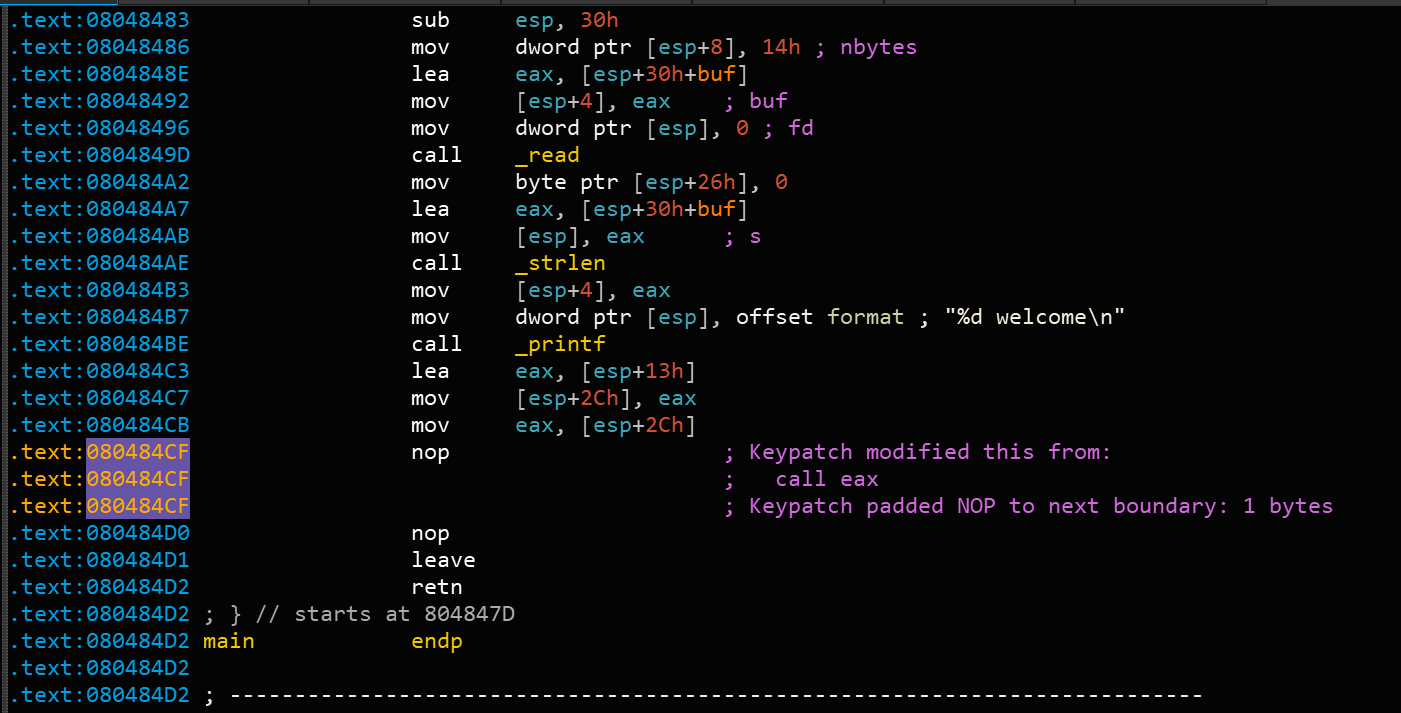 .text:08048483 sub esp, 30h
.text:08048486 mov dword ptr [esp+8], 14h ; nbytes
.text:0804848E lea eax, [esp+30h+buf]
.text:08048492 mov [esp+4], eax ; buf
.text:08048496 mov dword ptr [esp], 0 ; fd
.text:0804849D call _read
.text:080484A2 mov byte ptr [esp+26h], 0
.text:080484A7 lea eax, [esp+30h+buf]
.text:080484AB mov [esp], eax ; s
.text:080484AE call _strlen
.text:080484B3 mov [esp+4], eax
.text:080484B7 mov dword ptr [esp], offset format ; "%d welcome\n"
.text:080484BE call _printf
.text:080484C3 lea eax, [esp+13h]
.text:080484C7 mov [esp+2Ch], eax
.text:080484CB mov eax, [esp+2Ch]
.text:080484CF nop ; Keypatch modified this from:
.text:080484CF ; call eax
.text:080484CF ; Keypatch padded NOP to next boundary: 1 bytes
.text:080484D0 nop
.text:080484D1 leave
.text:080484D2 retn
.text:080484D2 ; } // starts at 804847D
.text:080484D2 main endp
.text:080484D2
.text:080484D2 ; ---------------------------------------------------------------------------